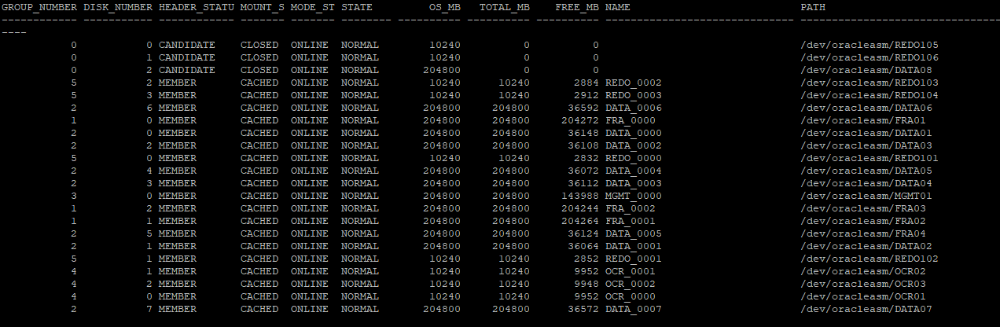 GROUP_NUMBER DISK_NUMBER HEADER_STATU MOUNT_S MODE_ST STATE OS_MB TOTAL_MB FREE_MB NAME PATH
------------ ----------- ------------ ------- ------- -------- ---------- ---------- ---------- ------------------------------ -------------------------------
----
0 0 CANDIDATE CLOSED ONLINE NORMAL 10240 0 0 /dev/oracleasm/REDO105
0 1 CANDIDATE CLOSED ONLINE NORMAL 10240 0 0 /dev/oracleasm/REDO106
0 2 CANDIDATE CLOSED ONLINE NORMAL 204800 0 0 /dev/oracleasm/DATA08
5 2 MEMBER CACHED ONLINE NORMAL 10240 10240 2884 REDO_0002 /dev/oracleasm/REDO103
5 3 MEMBER CACHED ONLINE NORMAL 10240 10240 2912 REDO_0003 /dev/oracleasm/REDO104
2 6 MEMBER CACHED ONLINE NORMAL 204800 204800 36592 DATA_0006 /dev/oracleasm/DATA06
1 0 MEMBER CACHED ONLINE NORMAL 204800 204800 204272 FRA_0000 /dev/oracleasm/FRA01
2 0 MEMBER CACHED ONLINE NORMAL 204800 204800 36148 DATA_0000 /dev/oracleasm/DATA01
2 2 MEMBER CACHED ONLINE NORMAL 204800 204800 36108 DATA_0002 /dev/oracleasm/DATA03
5 0 MEMBER CACHED ONLINE NORMAL 10240 10240 2832 REDO_0000 /dev/oracleasm/REDO101
2 4 MEMBER CACHED ONLINE NORMAL 204800 204800 36072 DATA_0004 /dev/oracleasm/DATA05
2 3 MEMBER CACHED ONLINE NORMAL 204800 204800 36112 DATA_0003 /dev/oracleasm/DATA04
3 0 MEMBER CACHED ONLINE NORMAL 204800 204800 143988 MGMT_0000 /dev/oracleasm/MGMT01
1 2 MEMBER CACHED ONLINE NORMAL 204800 204800 204244 FRA_0002 /dev/oracleasm/FRA03
1 1 MEMBER CACHED ONLINE NORMAL 204800 204800 204264 FRA_0001 /dev/oracleasm/FRA02
2 5 MEMBER CACHED ONLINE NORMAL 204800 204800 36124 DATA_0005 /dev/oracleasm/FRA04
2 1 MEMBER CACHED ONLINE NORMAL 204800 204800 36064 DATA_0001 /dev/oracleasm/DATA02
5 1 MEMBER CACHED ONLINE NORMAL 10240 10240 2852 REDO_0001 /dev/oracleasm/REDO102
4 1 MEMBER CACHED ONLINE NORMAL 10240 10240 9952 OCR_0001 /dev/oracleasm/OCR02
4 2 MEMBER CACHED ONLINE NORMAL 10240 10240 9948 OCR_0002 /dev/oracleasm/OCR03
4 0 MEMBER CACHED ONLINE NORMAL 10240 10240 9952 OCR_0000 /dev/oracleasm/OCR01
2 7 MEMBER CACHED ONLINE NORMAL 204800 204800 36572 DATA_0007 /dev/oracleasm/DATA07